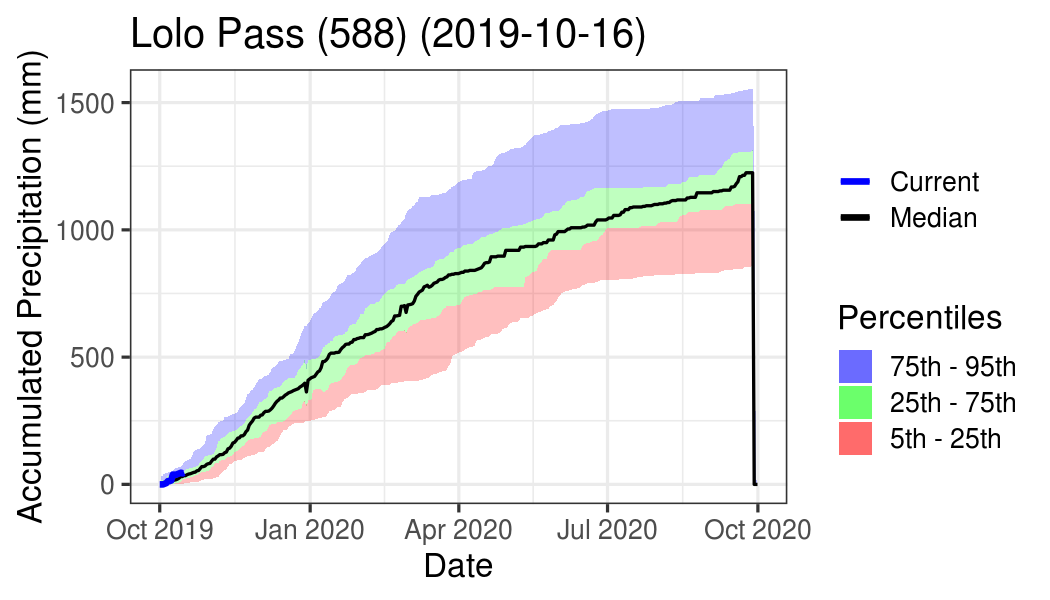 Lolo Pass (588) (2019-10-16)
Accumulated Precipitation (mm)
1500
1000
500
0
Oct 2019
Jan 2020
Apr 2020
Jul 2020
Oct 2020
Date
Current
Median
Percentiles
75th - 95th
25th - 75th
5th - 25th